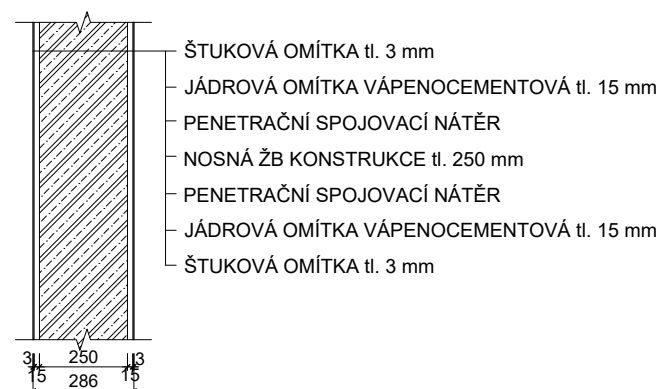 ŠTUKOVÁ OMÍTKA tl. 3 mm
JÁDROVÁ OMÍTKA VÁPENOCEMENTOVÁ tl. 15 mm
PENETRAČNÍ SPOJOVACÍ NÁTĚR
NOSNÁ ŽB KONSTRUKCE tl. 250 mm
PENETRAČNÍ SPOJOVACÍ NÁTĚR
JÁDROVÁ OMÍTKA VÁPENOCEMENTOVÁ tl. 15 mm
ŠTUKOVÁ OMÍTKA tl. 3 mm
3 250 3
15 286 15